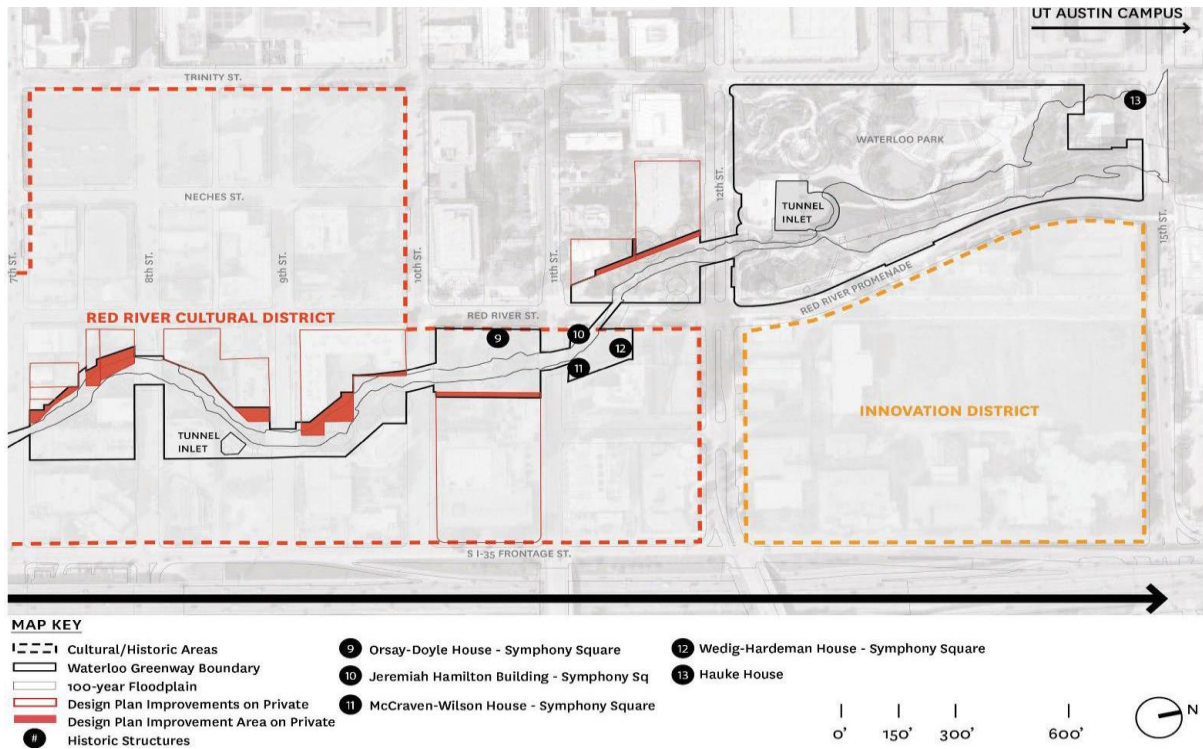 UT AUSTIN CAMPUS
TRINITY ST.
13
WATERLOO PARK
NECHES ST.
12th ST.
TUNNEL
INLET
7th ST.
8th ST.
9th ST.
10th ST.
11th ST.
15th ST.
RED RIVER PROMENADE
RED RIVER CULTURAL DISTRICT
RED RIVER ST.
9
10
12
11
INNOVATION DISTRICT
TUNNEL
INLET
S I-35 FRONTAGE ST.
MAP KEY
Cultural/Historic Areas
Waterloo Greenway Boundary
100-year Floodplain
Design Plan Improvements on Private
Design Plan Improvement Area on Private
# Historic Structures
9 Orsay-Doyle House - Symphony Square
10 Jeremiah Hamilton Building - Symphony Sq
11 McCraven-Wilson House - Symphony Square
12 Wedig-Hardeman House - Symphony Square
13 Hauke House
0' 150' 300' 600'
N